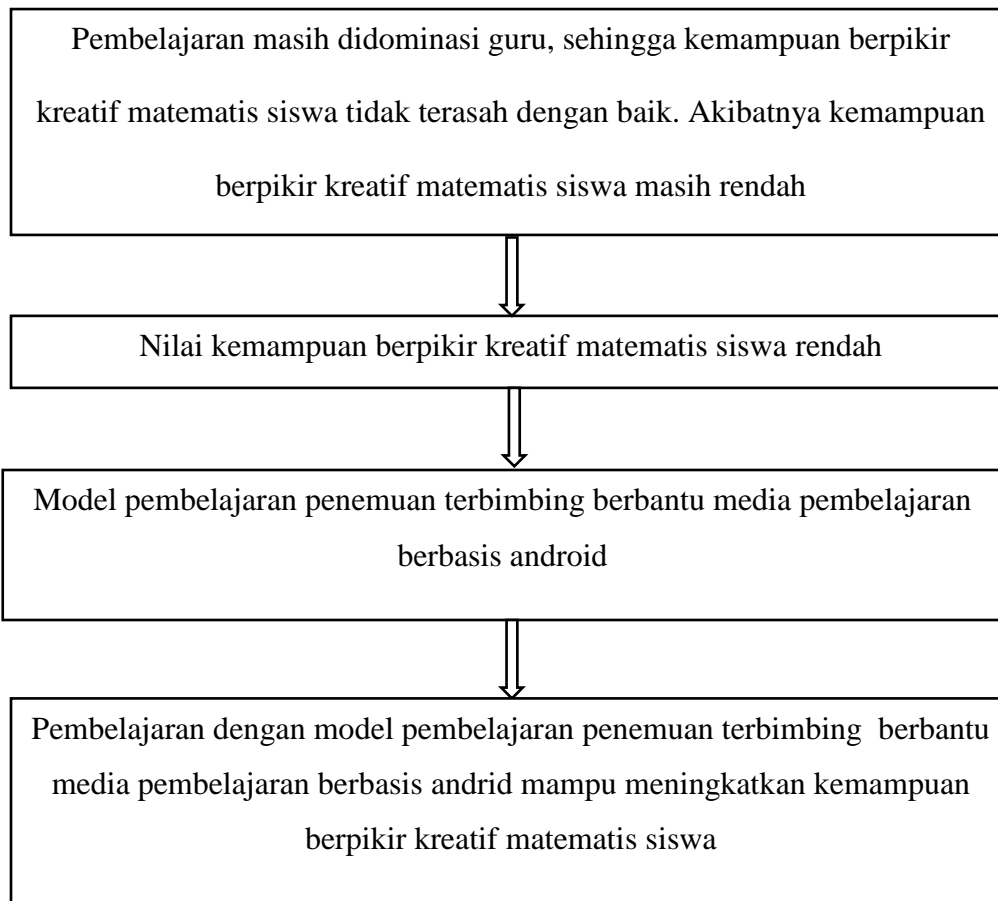 Pembelajaran masih didominasi guru, sehingga kemampuan berpikir
kreatif matematis siswa tidak terasah dengan baik. Akibatnya kemampuan
berpikir kreatif matematis siswa masih rendah
Nilai kemampuan berpikir kreatif matematis siswa rendah
Model pembelajaran penemuan terbimbing berbantu media pembelajaran
berbasis android
Pembelajaran dengan model pembelajaran penemuan terbimbing berbantu
media pembelajaran berbasis andrid mampu meningkatkan kemampuan
berpikir kreatif matematis siswa